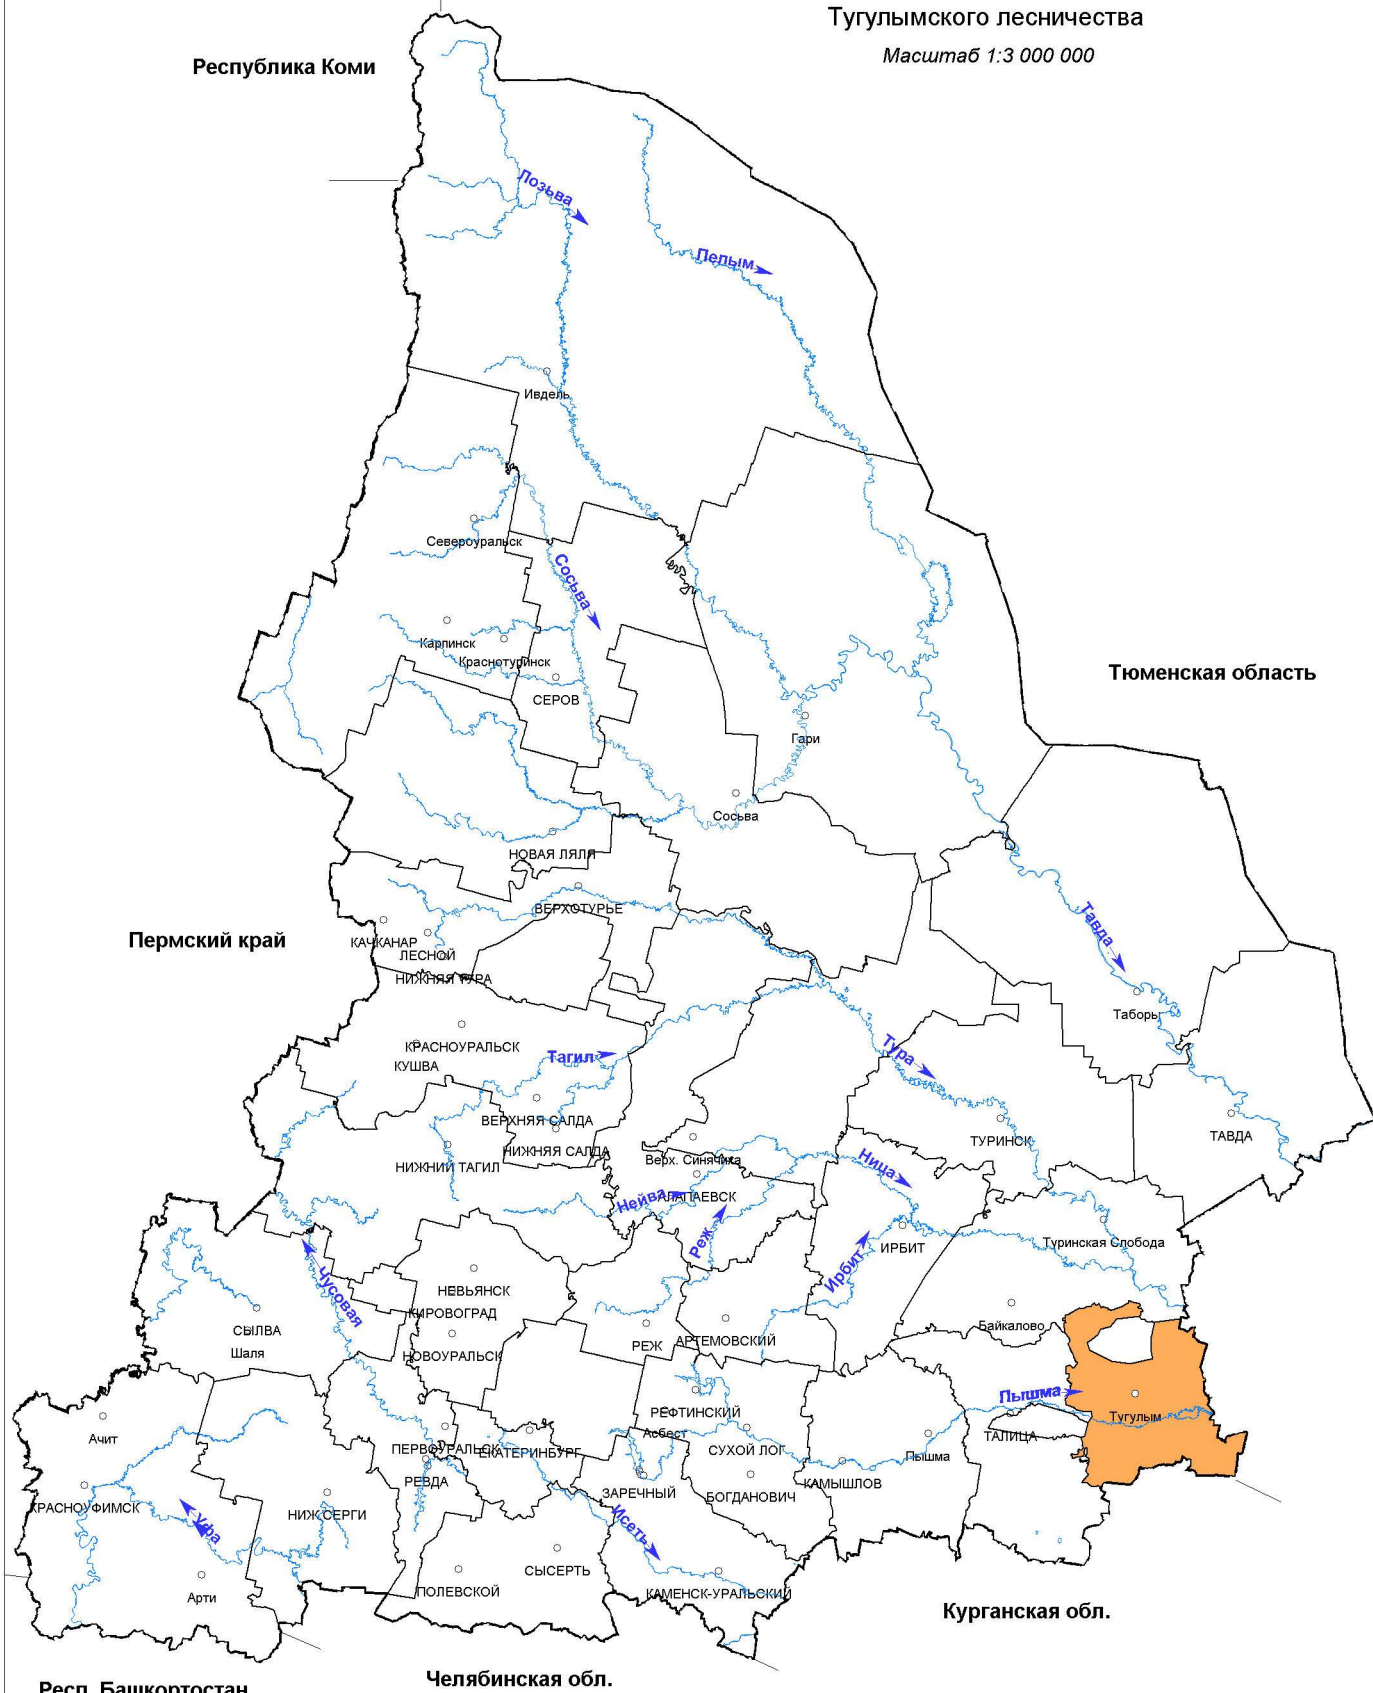 Тугулымского лесничества
Масштаб 1:3 000 000
Республика Коми
Лозьва
Пелым
Ивдель
Североуральск
Сосьва
Карпинск
Краснотуринск
СЕРОВ
Тюменская область
Гари
Сосьва
НОВАЯ ЛЯЛЯ
ВЕРХОТУРЬЕ
Пермский край
КАЧКАНАР
ЛЕСНОЙ
НИЖНЯЯ ТУРА
Тавда
Таборы
КРАСНОУРАЛЬСК
КУШВА
Тагил
Тура
ВЕРХНЯЯ САЛДА
НИЖНЯЯ САЛДА
ТУРИНСК
ТАВДА
НИЖНИЙ ТАГИЛ
Верх. Синячиха
Ница
Нейва
АЛАПАЕВСК
Реж
Ирбит
ИРБИТ
Туринская Слобода
Чусовая
НЕВЬЯНСК
КИРОВОГРАД
СЫЛВА
Шаля
НОВОУРАЛЬСК
РЕЖ
АРТЕМОВСКИЙ
Байкалово
Пышма
Тугулым
РЕФТИНСКИЙ
Асбест
СУХОЙ ЛОГ
ТАЛИЦА
Ачит
ПЕРВОУРАЛЬСК
ЕКАТЕРИНБУРГ
Пышма
РЕВДА
ЗАРЕЧНЫЙ
БОГДАНОВИЧ
КАМЫШЛОВ
КРАСНОУФИМСК
Уфа
НИЖ.СЕРГИ
Исеть
СЫСЕРТЬ
ПОЛЕВСКОЙ
КАМЕНСК-УРАЛЬСКИЙ
Арти
Курганская обл.
Челябинская обл.
Респ. Башкортостан